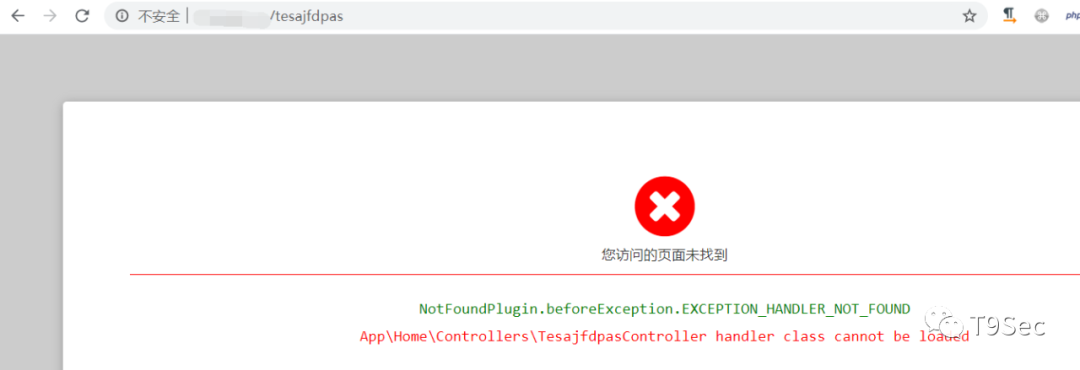 不安全 | /tesajfdpas
php
您访问的页面未找到
NotFoundPlugin.beforeException.EXCEPTION_HANDLER_NOT_FOUND
App\Home\Controllers\TesajfdpasController handler class cannot be loaded
T9Sec